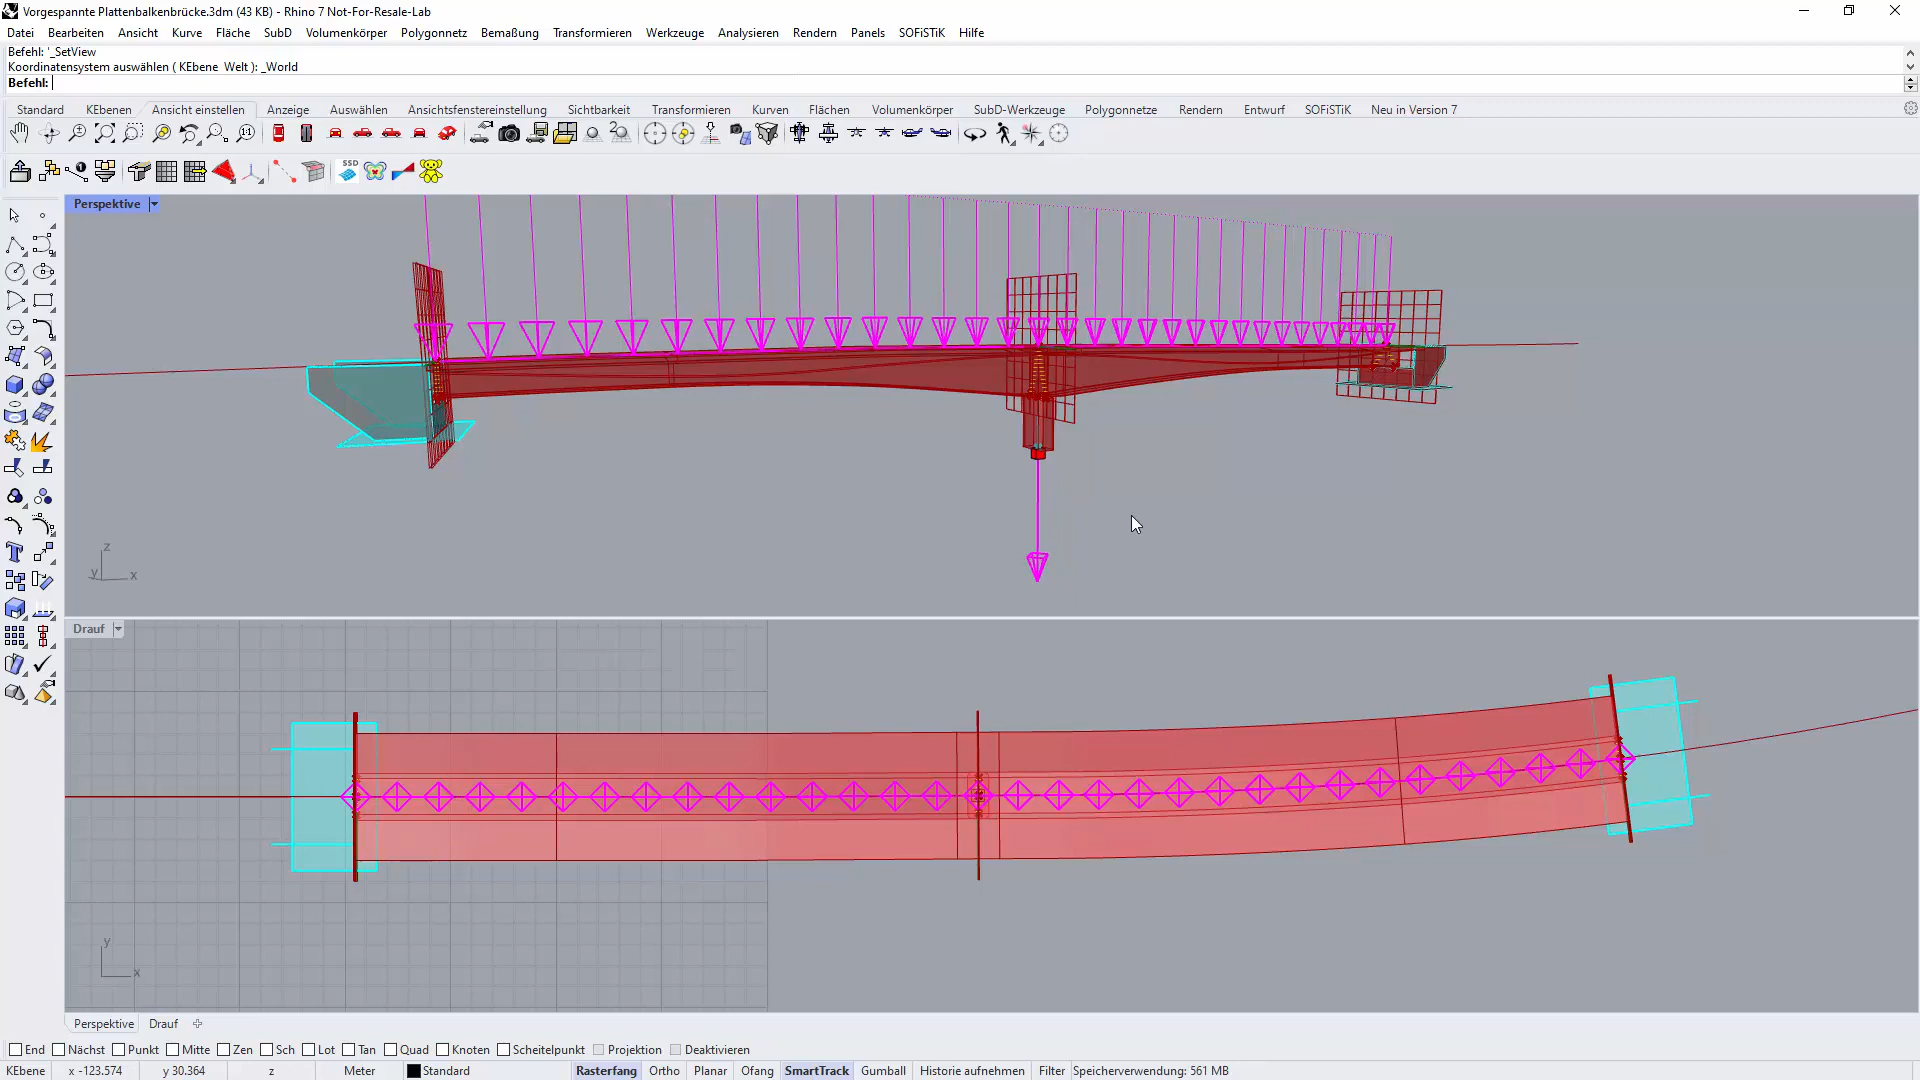 Vorgespannte Plattenbalkenbrücke.3dm (43 KB) - Rhino 7 Not-For-Resale-Lab
Datei Bearbeiten Ansicht Kurve Fläche SubD Volumenkörper Polygonnetz Bemaßung Transformieren Werkzeuge Analysieren Rendern Panels SOFiSTiK Hilfe
Befehl: '_SetView
Koordinatensystem auswählen ( KEbene Welt ): _World
Befehl:
Standard KEbenen Ansicht einstellen Anzeige Auswählen Ansichtsfenstereinstellung Sichtbarkeit Transformieren Kurven Flächen Volumenkörper SubD-Werkzeuge Polygonnetze Rendern Entwurf SOFiSTiK Neu in Version 7
SSD
Perspektive
z
y x
Drauf
y
x
Perspektive Drauf
End Nächst Punkt Mitte Zen Sch Lot Tan Quad Knoten Scheitelpunkt Projektion Deaktivieren
KEbene x -123.574 y 30.364 z Meter Standard Rasterfang Ortho Planar Ofang SmartTrack Gumball Historie aufnehmen Filter Speicherverwendung: 561 MB